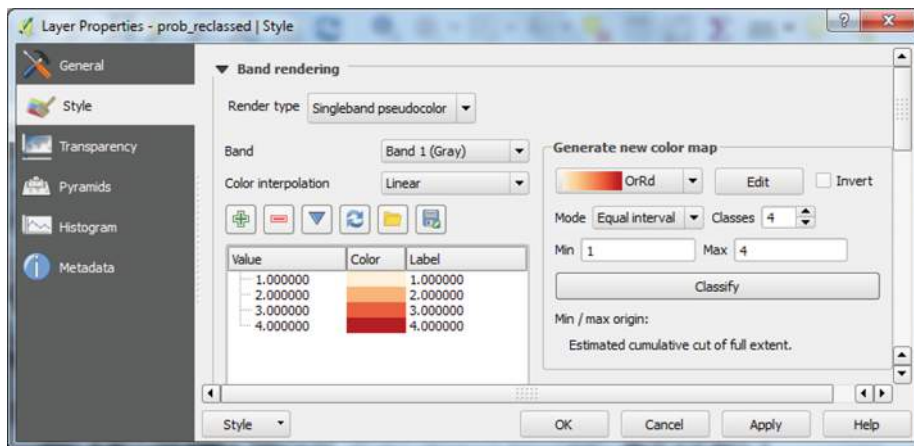 Layer Properties - prob_reclassed | Style
General
Style
Transparency
Pyramids
Histogram
Metadata
Band rendering
Render type Singleband pseudocolor
Band Band 1 (Gray)
Color interpolation Linear
Value Color Label
1.000000 1.000000
2.000000 2.000000
3.000000 3.000000
4.000000 4.000000
Generate new color map
OrRd Edit Invert
Mode Equal interval Classes 4
Min 1 Max 4
Classify
Min / max origin:
Estimated cumulative cut of full extent.
Style OK Cancel Apply Help